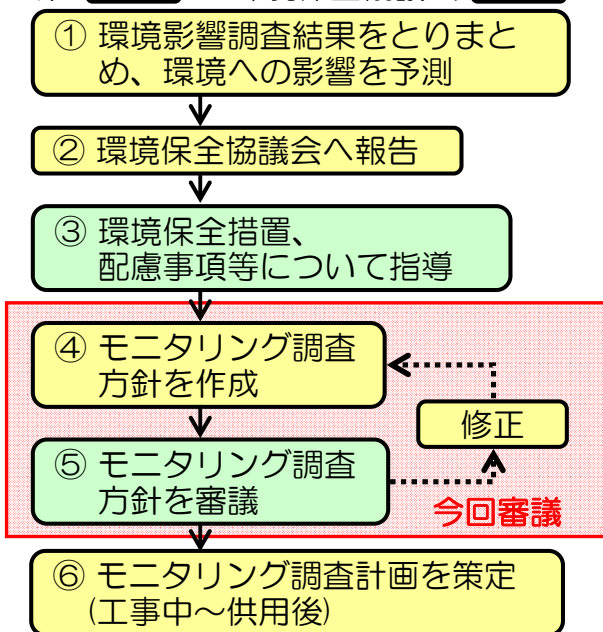 ① 環境影響調査結果をとりまと
め、環境への影響を予測
② 環境保全協議会へ報告
③ 環境保全措置、
配慮事項等について指導
④ モニタリング調査
方針を作成
修正
⑤ モニタリング調査
方針を審議
今回審議
⑥ モニタリング調査計画を策定
(工事中～供用後)